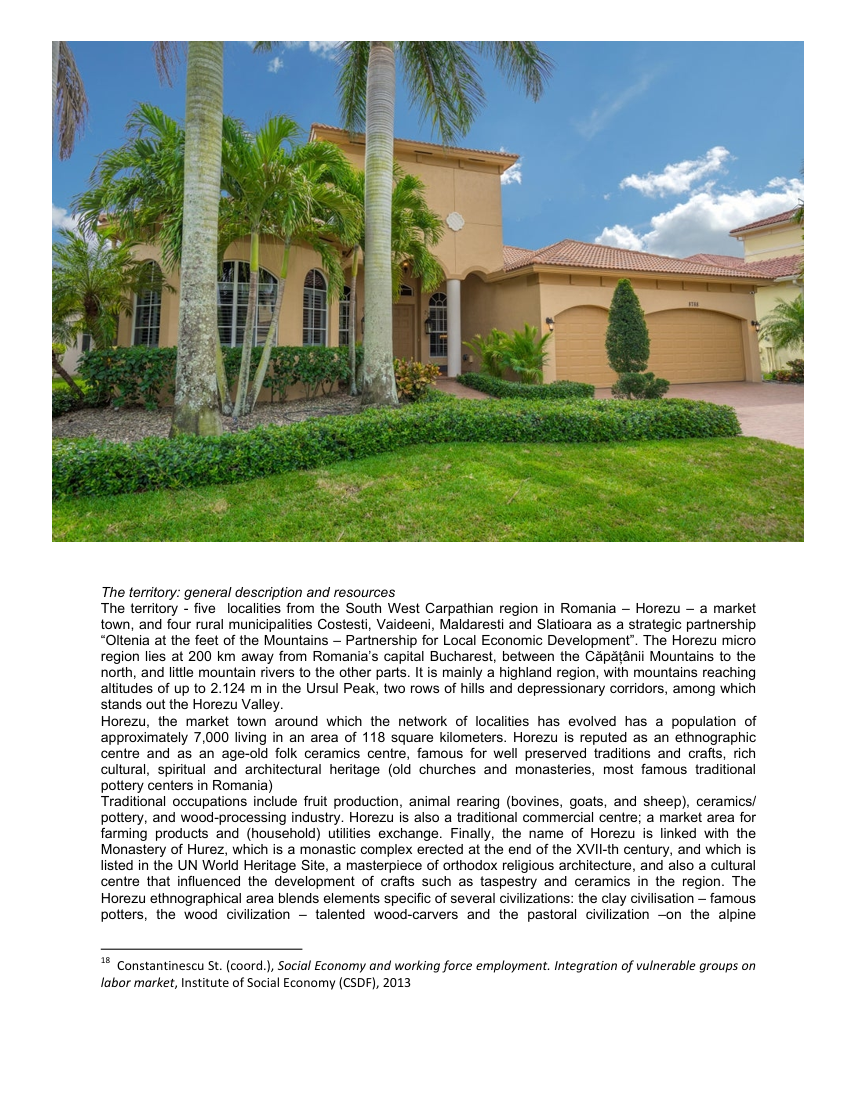 The territory: general description and resources
The territory - five  localities from the South West Carpathian region in Romania – Horezu – a market
town, and four rural municipalities Costesti, Vaideeni, Maldaresti and Slatioara as a strategic partnership
“Oltenia at the feet of the Mountains – Partnership for Local Economic Development”. The Horezu micro
region lies at 200 km away from Romania’s capital Bucharest, between the Căpăţânii Mountains to the
north, and little mountain rivers to the other parts. It is mainly a highland region, with mountains reaching
altitudes of up to 2.124 m in the Ursul Peak, two rows of hills and depressionary corridors, among which
stands out the Horezu Valley.
Horezu, the market town around which the network of localities has evolved has a population of
approximately 7,000 living in an area of 118 square kilometers. Horezu is reputed as an ethnographic
centre and as an age-old folk ceramics centre, famous for well preserved traditions and crafts, rich
cultural, spiritual and architectural heritage (old churches and monasteries, most famous traditional
pottery centers in Romania)
Traditional occupations include fruit production, animal rearing (bovines, goats, and sheep), ceramics/
pottery, and wood-processing industry. Horezu is also a traditional commercial centre; a market area for
farming products and (household) utilities exchange. Finally, the name of Horezu is linked with the
Monastery of Hurez, which is a monastic complex erected at the end of the XVII-th century, and which is
listed in the UN World Heritage Site, a masterpiece of orthodox religious architecture, and also a cultural
centre that influenced the development of crafts such as taspestry and ceramics in the region. The
Horezu ethnographical area blends elements specific of several civilizations: the clay civilisation – famous
potters, the wood civilization – talented wood-carvers and the pastoral civilization –on the alpine
18 Constantinescu St. (coord.), Social Economy and working force employment. Integration of vulnerable groups on
labor market, Institute of Social Economy (CSDF), 2013